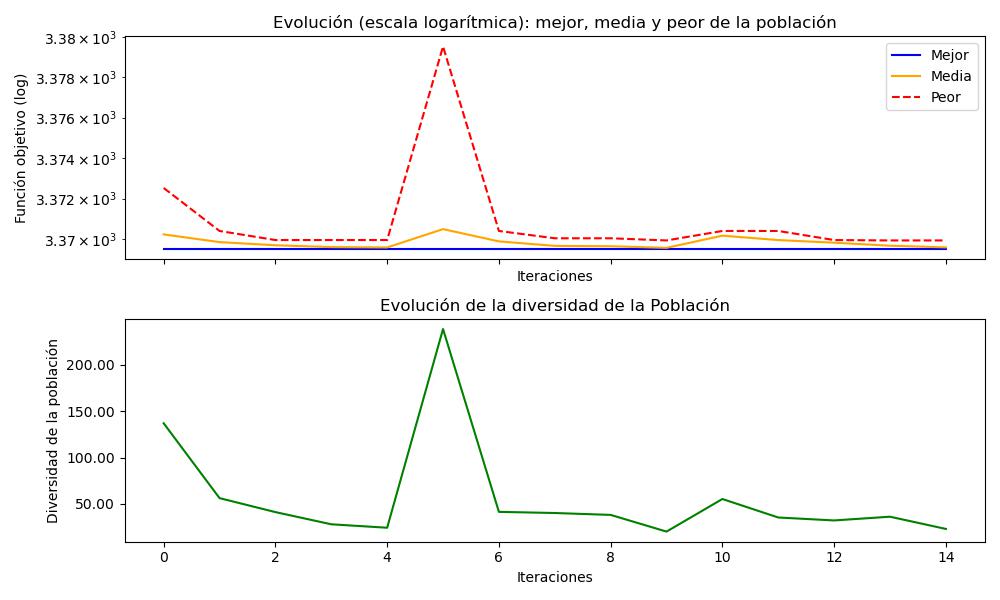 Evolución (escala logarítmica): mejor, media y peor de la población
Función objetivo (log)
3.38 × 10³
3.378 × 10³
3.376 × 10³
3.374 × 10³
3.372 × 10³
3.37 × 10³
Mejor
Media
Peor
Iteraciones
Evolución de la diversidad de la Población
Diversidad de la población
200.00
150.00
100.00
50.00
0 2 4 6 8 10 12 14
Iteraciones